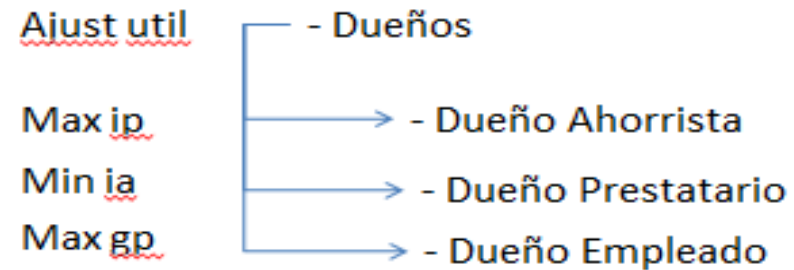 Ajust util - Dueños
Max ip - Dueño Ahorrista
Min ia - Dueño Prestatario
Max gp - Dueño Empleado